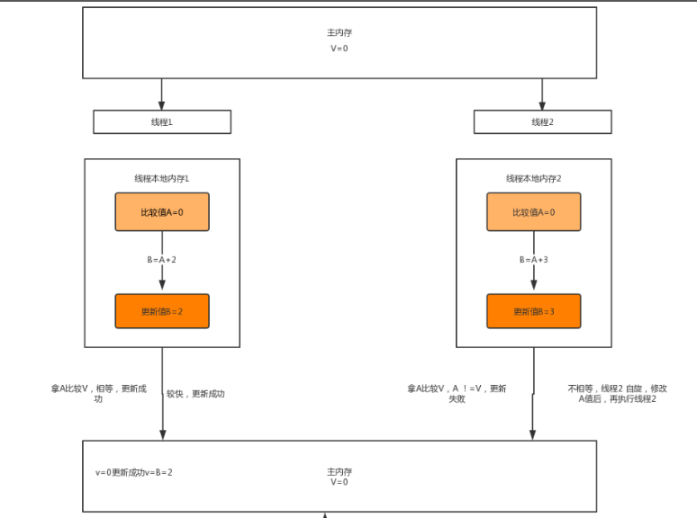 主内存
V=0
线程1
线程2
线程本地内存1
线程本地内存2
比较值A=0
比较值A=0
B=A+2
B=A+3
更新值B=2
更新值B=3
拿A比较V，相等，更新成
功
较快，更新成功
拿A比较V，A ！=V，更新
失败
不相等，线程2 自旋，修改
A值后，再执行线程2
v=0更新成功v=B=2
主内存
V=0